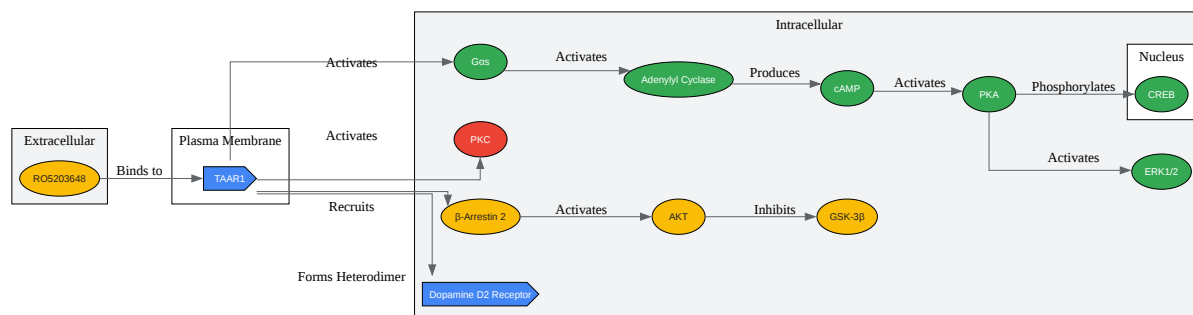 Intracellular
Activates
Gαs
Activates
Adenylyl Cyclase
Produces
cAMP
Activates
PKA
Phosphorylates
Nucleus
CREB
Extracellular
RO5203648
Binds to
Plasma Membrane
TAAR1
Activates
PKC
Activates
ERK1/2
Recruits
β-Arrestin 2
Activates
AKT
Inhibits
GSK-3β
Forms Heterodimer
Dopamine D2 Receptor